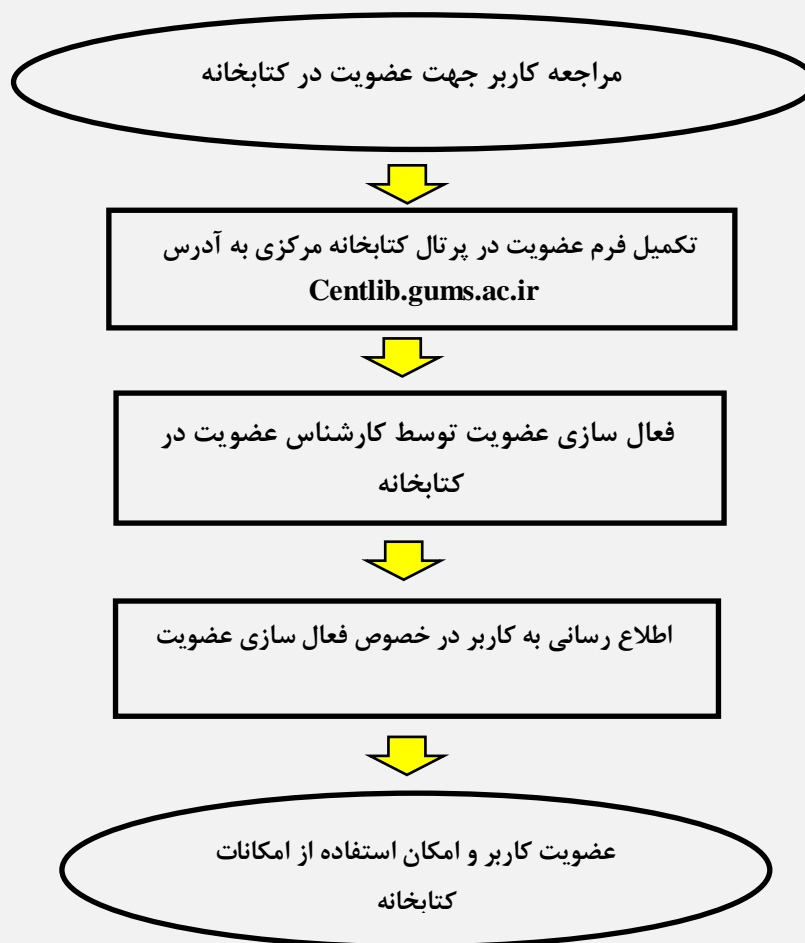 مراجعه کاربر جهت عضویت در کتابخانه
تکمیل فرم عضویت در پرتال کتابخانه مرکزی به آدرس
Centlib.gums.ac.ir
فعال سازی عضویت توسط کارشناس عضویت در
کتابخانه
اطلاع رسانی به کاربر در خصوص فعال سازی عضویت
عضویت کاربر و امکان استفاده از امکانات
کتابخانه